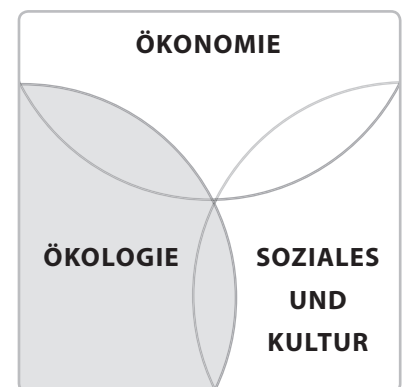 ÖKONOMIE
ÖKOLOGIE
SOZIALES
UND
KULTUR